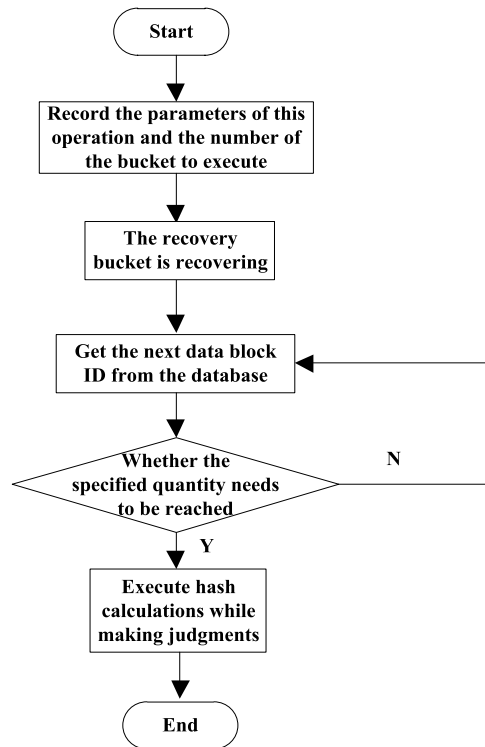 Start
Record the parameters of this
operation and the number of
the bucket to execute
The recovery
bucket is recovering
Get the next data block
ID from the database
Whether the
specified quantity needs
to be reached
N
Y
Execute hash
calculations while
making judgments
End